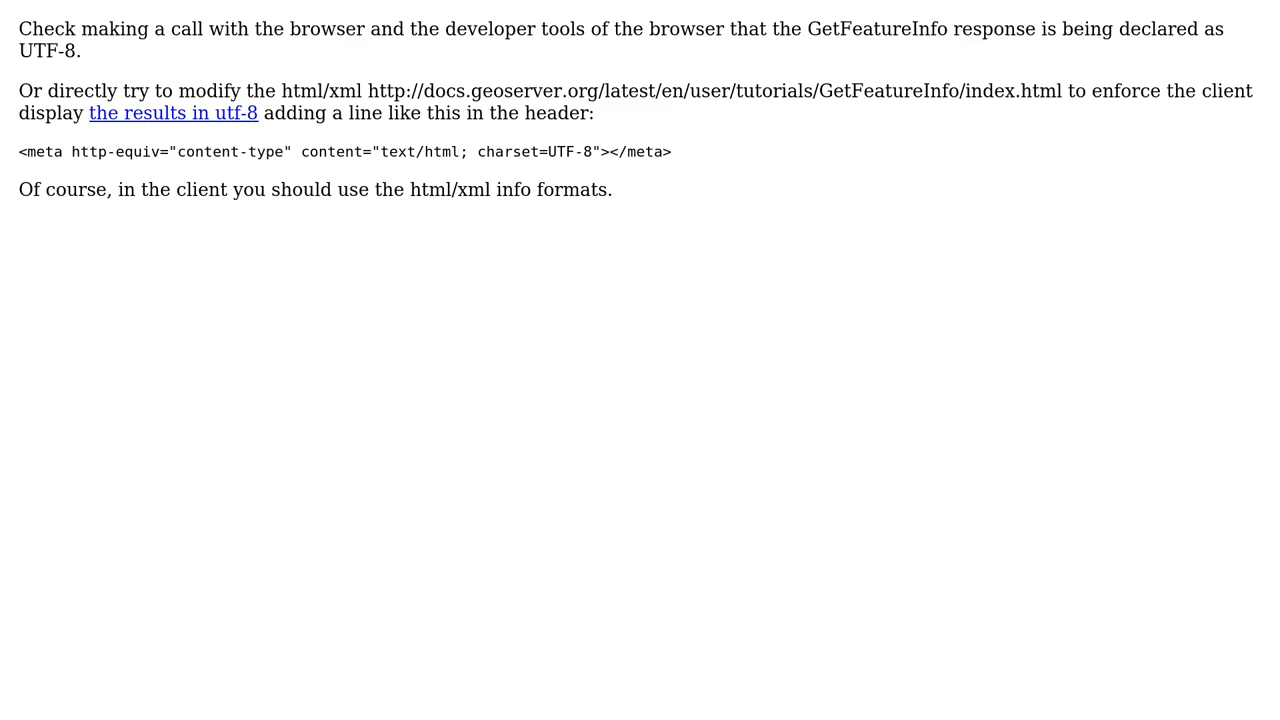 Check making a call with the browser and the developer tools of the browser that the GetFeatureInfo response is being declared as
UTF-8.
Or directly try to modify the html/xml http://docs.geoserver.org/latest/en/user/tutorials/GetFeatureInfo/index.html to enforce the client
display the results in utf-8 adding a line like this in the header:
<meta http-equiv="content-type" content="text/html; charset=UTF-8"></meta>
Of course, in the client you should use the html/xml info formats.